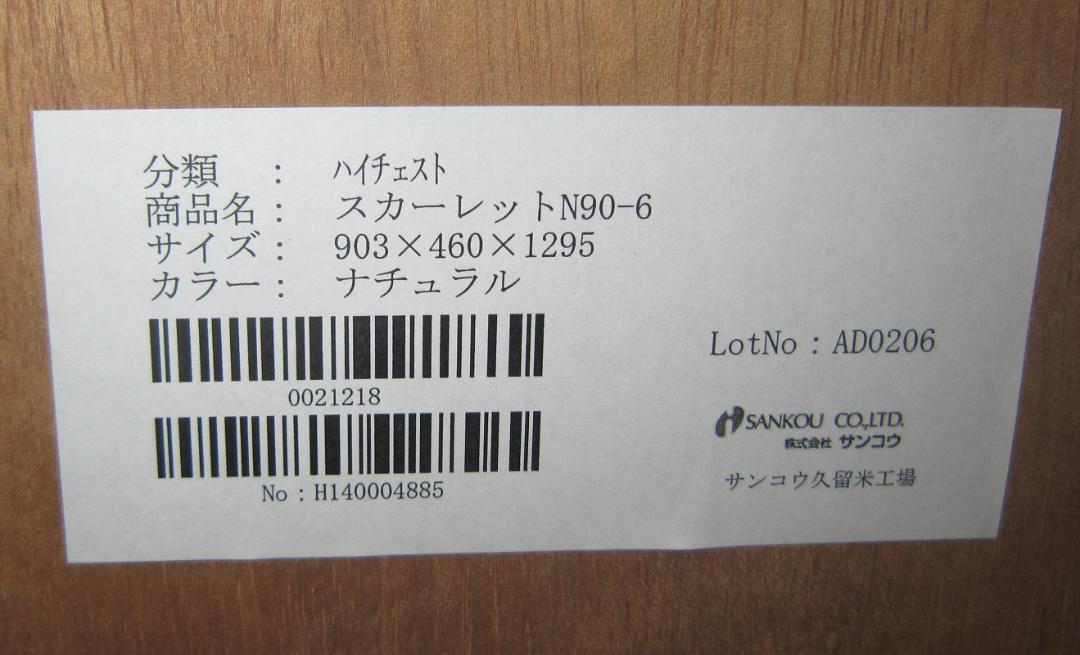 分類 : ﾊｲﾁｪｽﾄ
商品名: スカーレットN90-6
サイズ: 903×460×1295
カラー: ナチュラル
0021218
No:H140004885
LotNo:AD0206
SANKOU CO.,LTD.
株式会社 サンコウ
サンコウ久留米工場